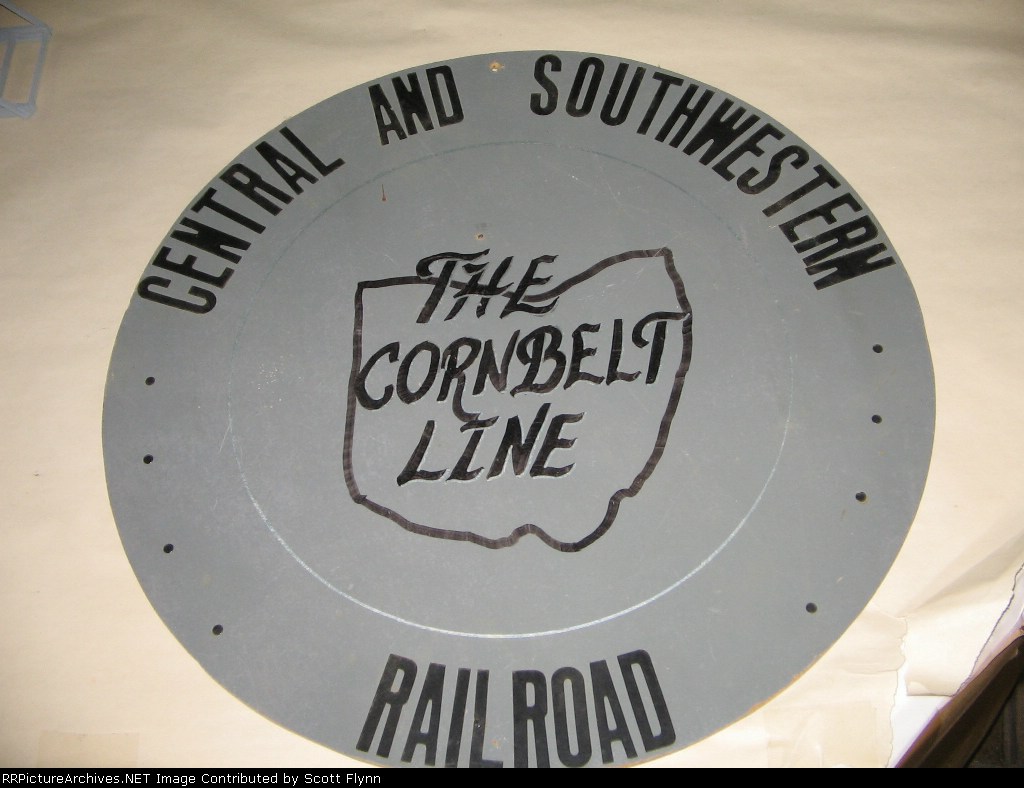 CENTRAL AND SOUTHWESTERN
THE
CORNBELT
LINE
RAILROAD
RRPictureArchives.NET Image Contributed by Scott Flynn